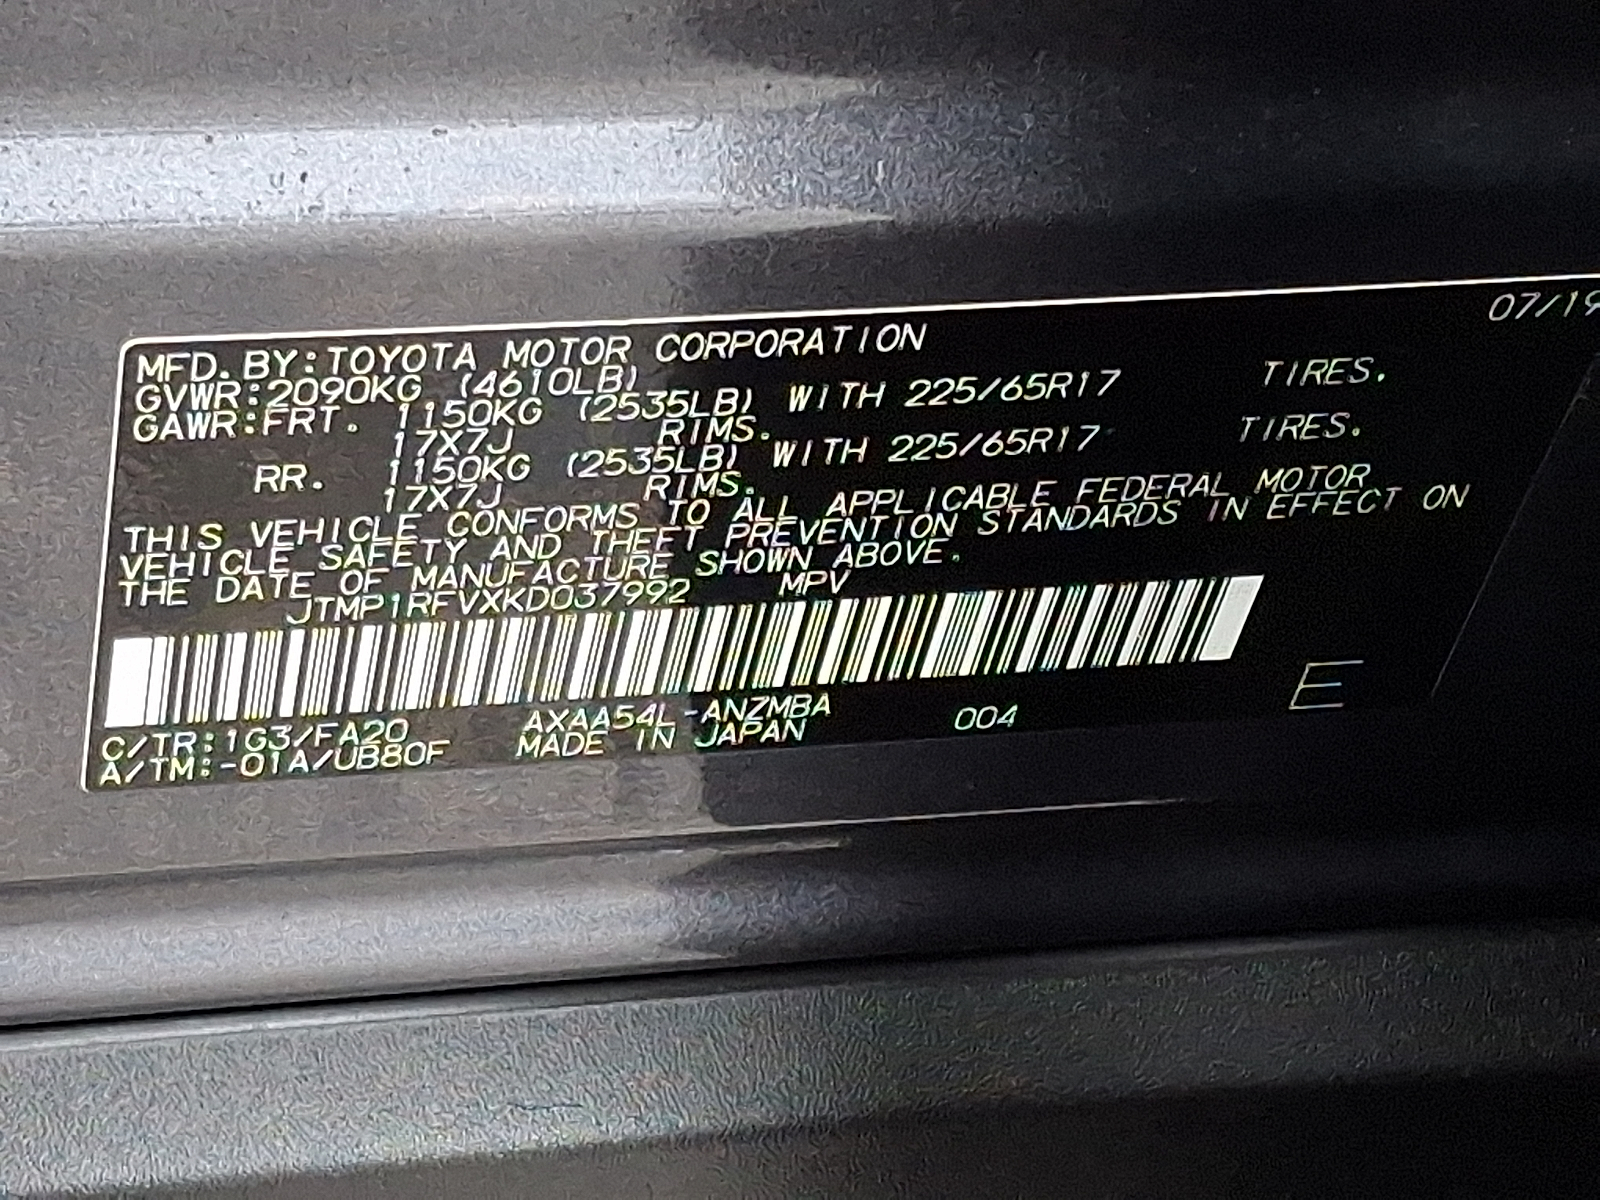 07/19
MFD. BY: TOYOTA MOTOR CORPORATION
GVWR: 2090KG (4610LB)
GAWR: FRT. 1150KG (2535LB) WITH 225/65R17 TIRES.
17X7J RIMS.
RR. 1150KG (2535LB) WITH 225/65R17 TIRES.
17X7J RIMS.
THIS VEHICLE CONFORMS TO ALL APPLICABLE FEDERAL MOTOR
VEHICLE SAFETY AND THEFT PREVENTION STANDARDS IN EFFECT ON
THE DATE OF MANUFACTURE SHOWN ABOVE.
JTMP1RFVXKD037992 MPV
C/TR: 1G3/FA20 AXAA54L-ANZMBA 004 E
A/TM: -01A/UB80F MADE IN JAPAN